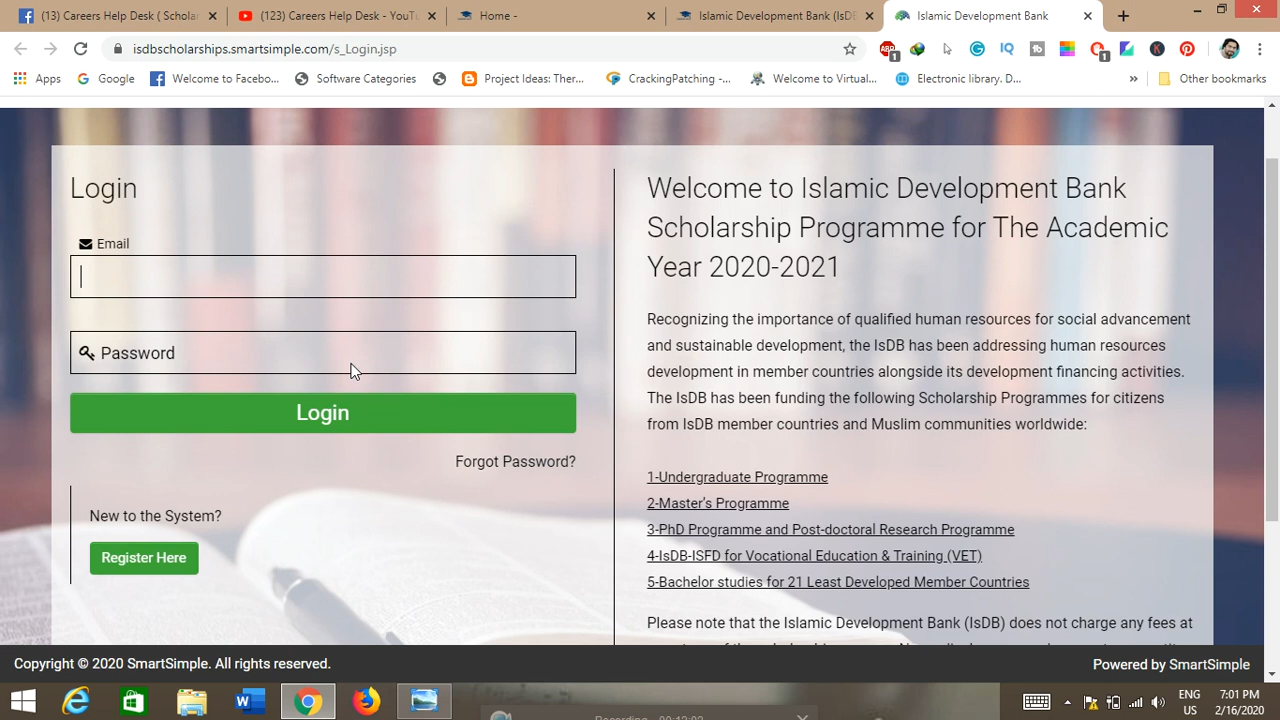 (13) Careers Help Desk ( Scholar
(123) Careers Help Desk - YouTu
Home -
Islamic Development Bank (IsDB
Islamic Development Bank
isdbscholarships.smartsimple.com/s_Login.jsp
Apps
Google
Welcome to Facebo...
Software Categories
Project Ideas: Ther...
CrackingPatching -...
Welcome to Virtual...
Electronic library. D...
Other bookmarks
Login
Email
Password
Login
Forgot Password?
New to the System?
Register Here
Welcome to Islamic Development Bank
Scholarship Programme for The Academic
Year 2020-2021
Recognizing the importance of qualified human resources for social advancement
and sustainable development, the IsDB has been addressing human resources
development in member countries alongside its development financing activities.
The IsDB has been funding the following Scholarship Programmes for citizens
from IsDB member countries and Muslim communities worldwide:
1-Undergraduate Programme
2-Master's Programme
3-PhD Programme and Post-doctoral Research Programme
4-IsDB-ISFD for Vocational Education & Training (VET)
5-Bachelor studies for 21 Least Developed Member Countries
Please note that the Islamic Development Bank (IsDB) does not charge any fees at
Copyright © 2020 SmartSimple. All rights reserved.
Powered by SmartSimple
ENG
US
7:01 PM
2/16/2020